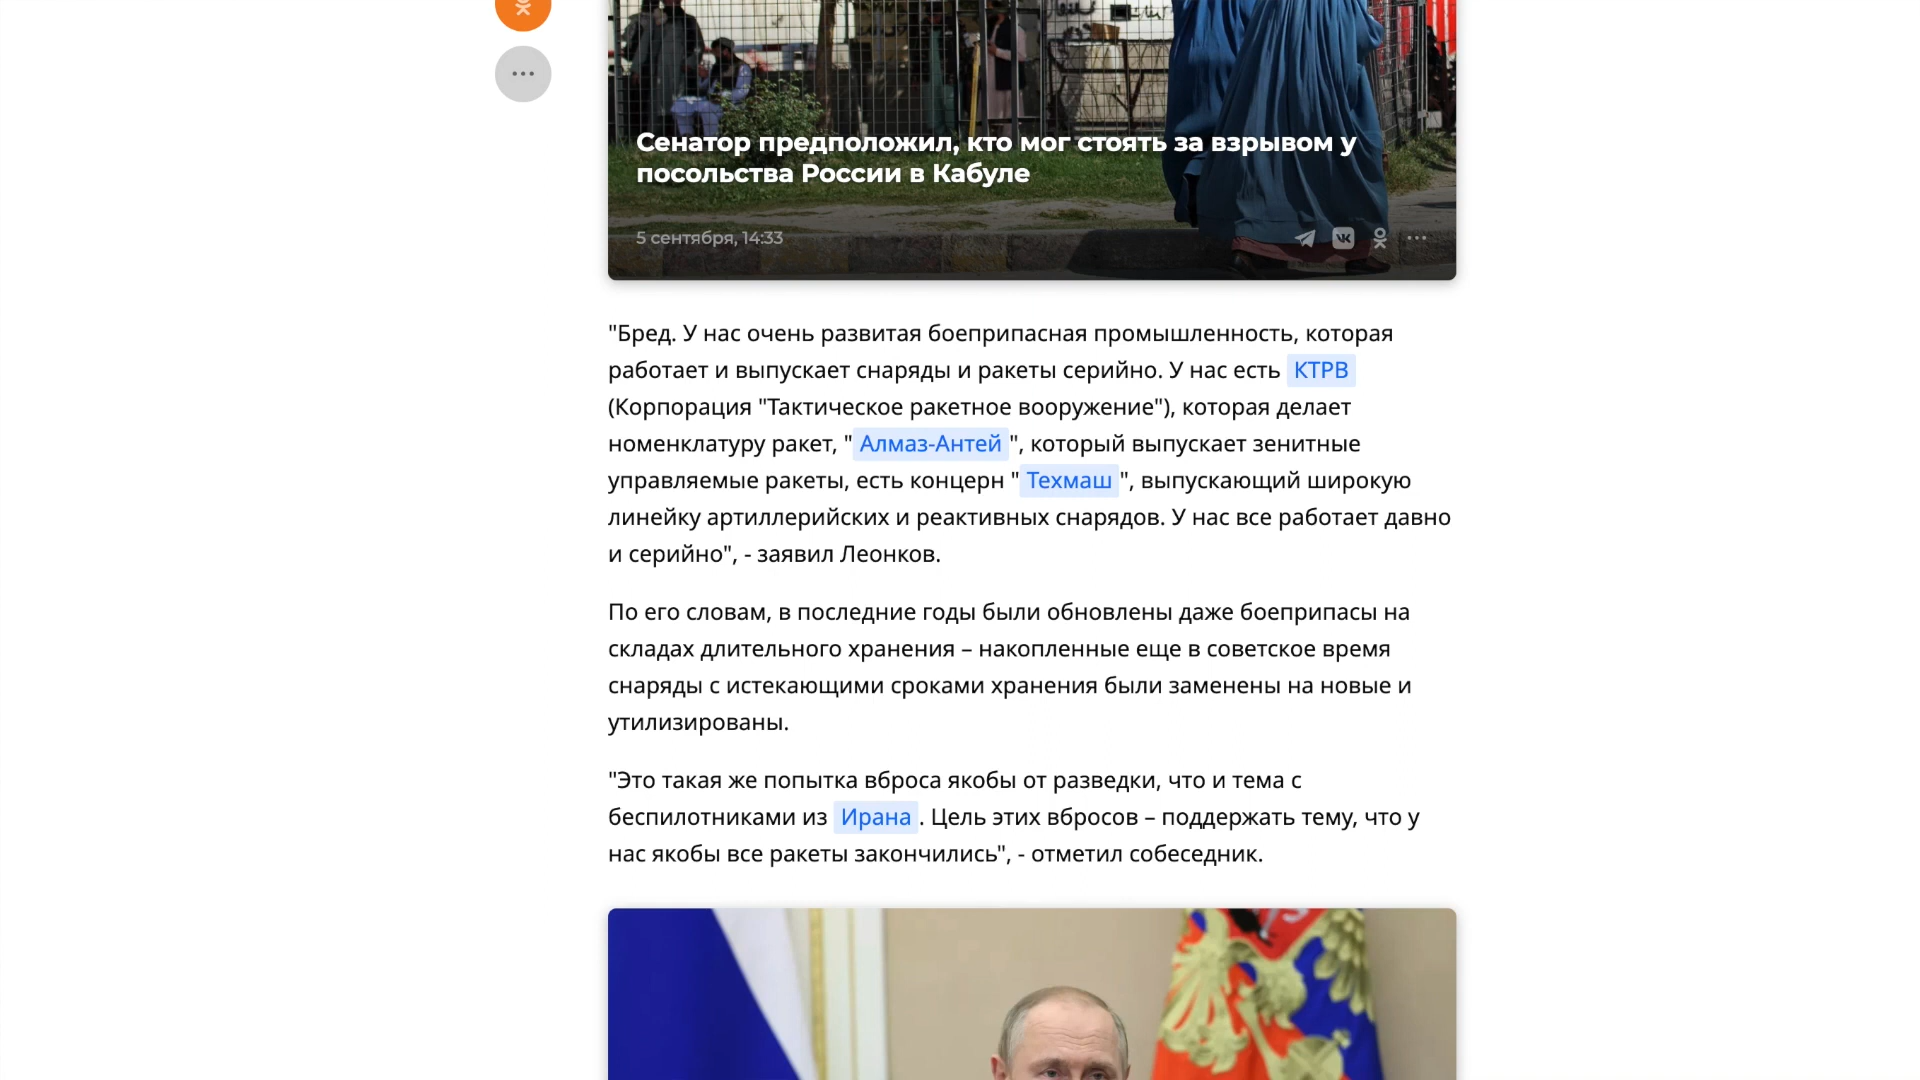 Сенатор предположил, кто мог стоять за взрывом у
посольства России в Кабуле
5 сентября, 14:33
"Бред. У нас очень развитая боеприпасная промышленность, которая
работает и выпускает снаряды и ракеты серийно. У нас есть КТРВ
(Корпорация "Тактическое ракетное вооружение"), которая делает
номенклатуру ракет, "Алмаз-Антей", который выпускает зенитные
управляемые ракеты, есть концерн "Техмаш", выпускающий широкую
линейку артиллерийских и реактивных снарядов. У нас все работает давно
и серийно", - заявил Леонков.
По его словам, в последние годы были обновлены даже боеприпасы на
складах длительного хранения – накопленные еще в советское время
снаряды с истекающими сроками хранения были заменены на новые и
утилизированы.
"Это такая же попытка вброса якобы от разведки, что и тема с
беспилотниками из Ирана. Цель этих вбросов – поддержать тему, что у
нас якобы все ракеты закончились", - отметил собеседник.